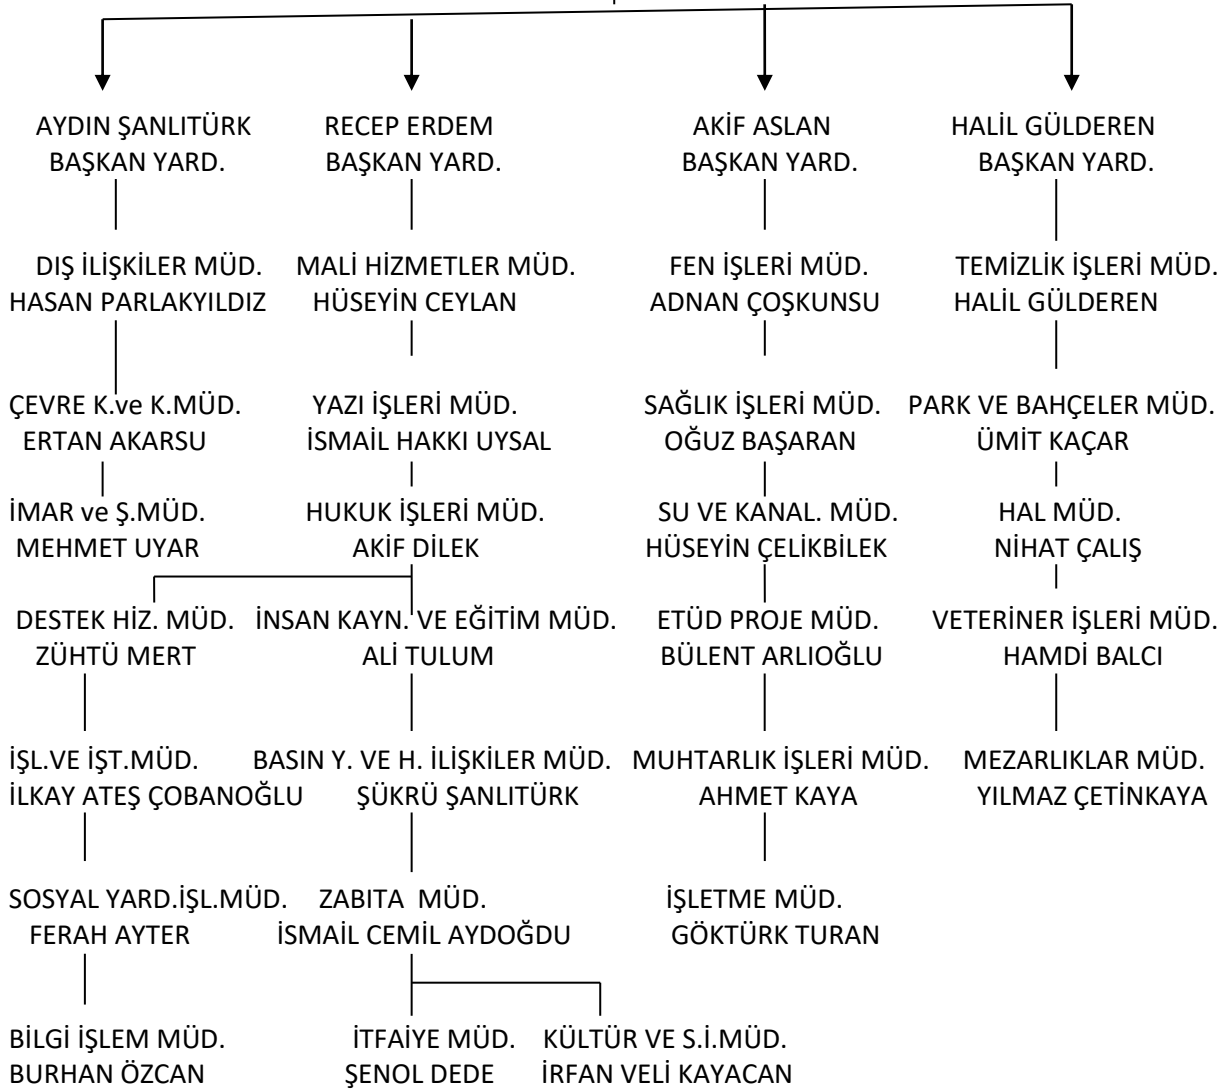 AYDIN ŞANLITÜRK
BAŞKAN YARD.
RECEP ERDEM
BAŞKAN YARD.
AKİF ASLAN
BAŞKAN YARD.
HALİL GÜLDEREN
BAŞKAN YARD.
DIŞ İLİŞKİLER MÜD.
HASAN PARLAKYILDIZ
MALİ HİZMETLER MÜD.
HÜSEYİN CEYLAN
FEN İŞLERİ MÜD.
ADNAN ÇOŞKUNSU
TEMİZLİK İŞLERİ MÜD.
HALİL GÜLDEREN
ÇEVRE K.ve K.MÜD.
ERTAN AKARSU
YAZI İŞLERİ MÜD.
İSMAİL HAKKI UYSAL
SAĞLIK İŞLERİ MÜD.
OĞUZ BAŞARAN
PARK VE BAHÇELER MÜD.
ÜMİT KAÇAR
İMAR ve Ş.MÜD.
MEHMET UYAR
HUKUK İŞLERİ MÜD.
AKİF DİLEK
SU VE KANAL. MÜD.
HÜSEYİN ÇELİKBİLEK
HAL MÜD.
NİHAT ÇALIŞ
DESTEK HİZ. MÜD.
ZÜHTÜ MERT
İNSAN KAYN. VE EĞİTİM MÜD.
ALİ TULUM
ETÜD PROJE MÜD.
BÜLENT ARLIOĞLU
VETERİNER İŞLERİ MÜD.
HAMDİ BALCI
İŞL.VE İŞT.MÜD.
İLKAY ATEŞ ÇOBANOĞLU
BASIN Y. VE H. İLİŞKİLER MÜD.
ŞÜKRÜ ŞANLITÜRK
MUHTARLIK İŞLERİ MÜD.
AHMET KAYA
MEZARLIKLAR MÜD.
YILMAZ ÇETİNKAYA
SOSYAL YARD.İŞL.MÜD.
FERAH AYTER
ZABITA MÜD.
İSMAİL CEMİL AYDOĞDU
İŞLETME MÜD.
GÖKTÜRK TURAN
BİLGİ İŞLEM MÜD.
BURHAN ÖZCAN
İTFAİYE MÜD.
ŞENOL DEDE
KÜLTÜR VE S.İ.MÜD.
İRFAN VELİ KAYACAN